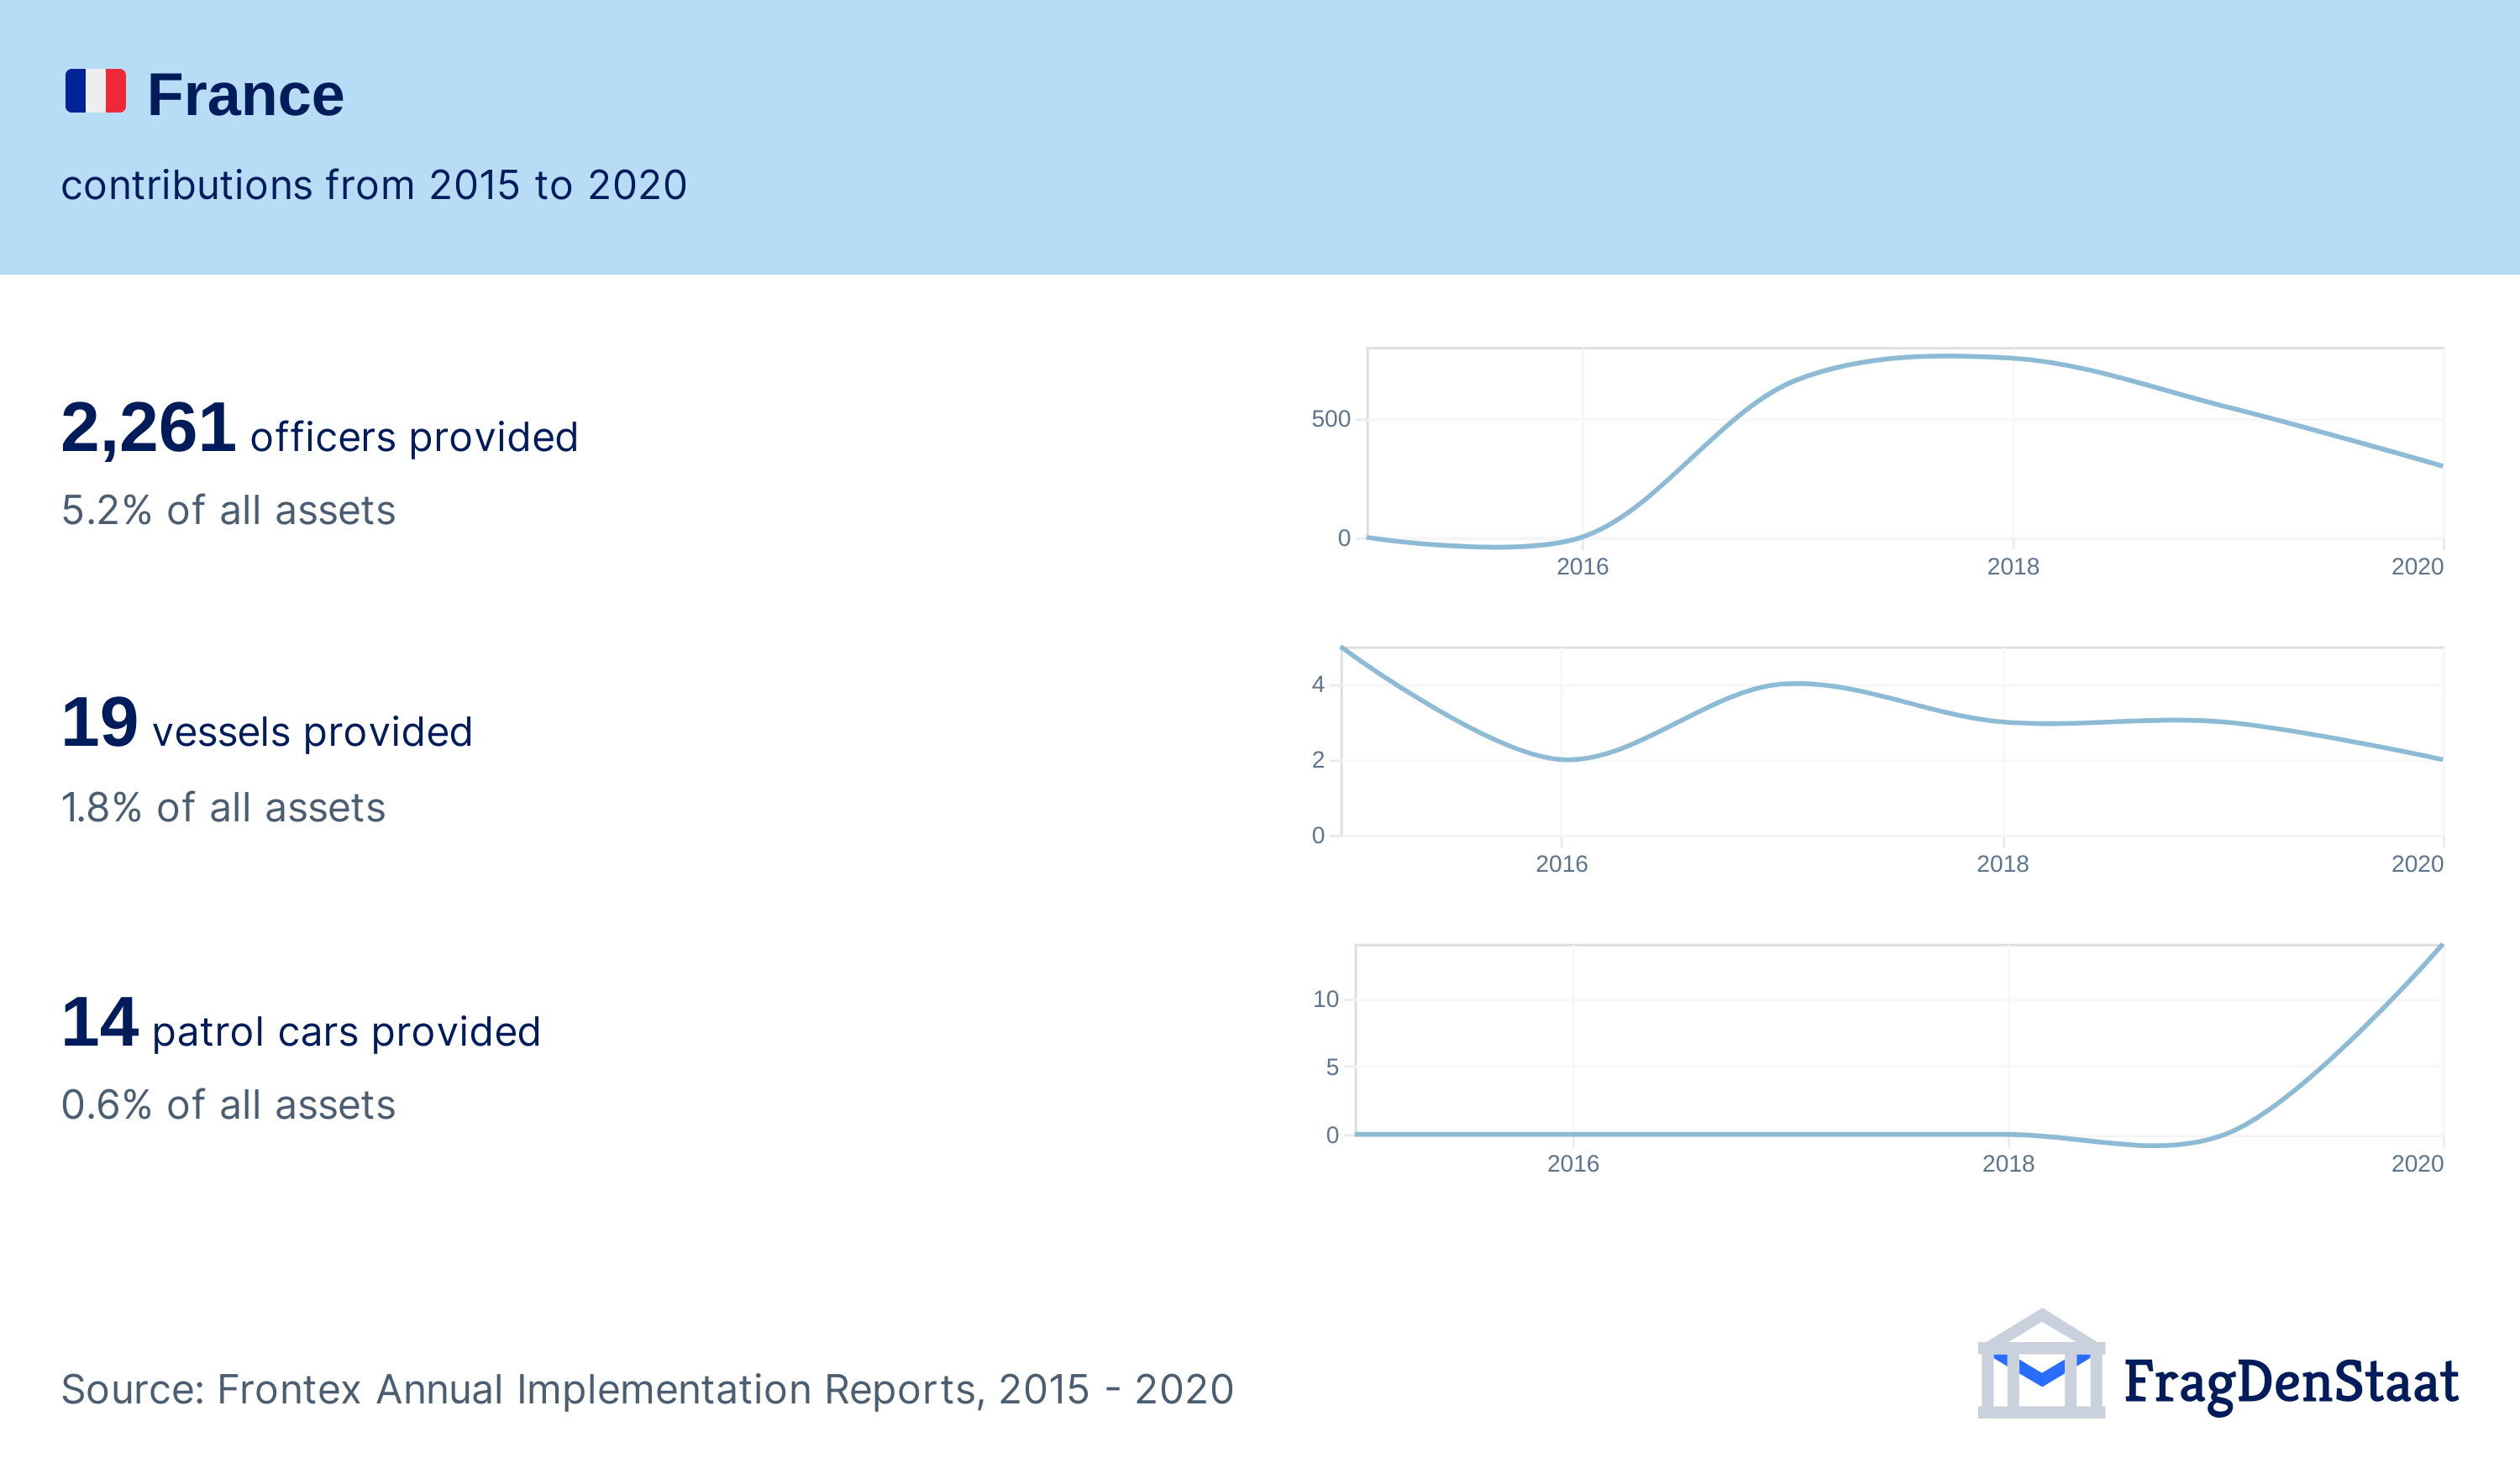 France
contributions from 2015 to 2020
2,261 officers provided
5.2% of all assets
500
0
2016 2018 2020
19 vessels provided
1.8% of all assets
4
2
0
2016 2018 2020
14 patrol cars provided
0.6% of all assets
10
5
0
2016 2018 2020
Source: Frontex Annual Implementation Reports, 2015 - 2020
FragDenStaat